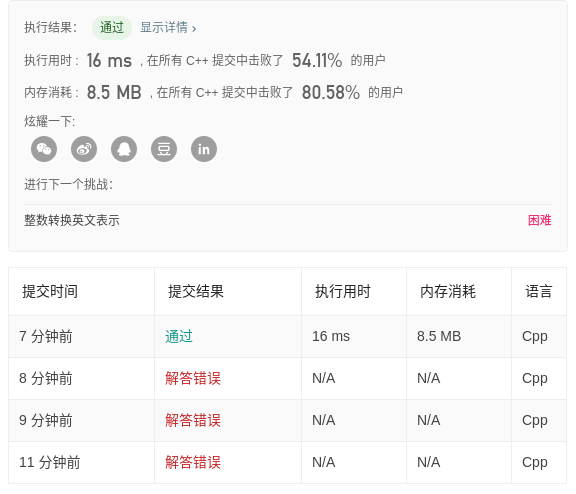 执行结果： 通过 显示详情 ›
执行用时 : 16 ms , 在所有 C++ 提交中击败了 54.11% 的用户
内存消耗 : 8.5 MB , 在所有 C++ 提交中击败了 80.58% 的用户
炫耀一下:
豆 in
进行下一个挑战：
整数转换英文表示 困难
提交时间 提交结果 执行用时 内存消耗 语言
7 分钟前 通过 16 ms 8.5 MB Cpp
8 分钟前 解答错误 N/A N/A Cpp
9 分钟前 解答错误 N/A N/A Cpp
11 分钟前 解答错误 N/A N/A Cpp